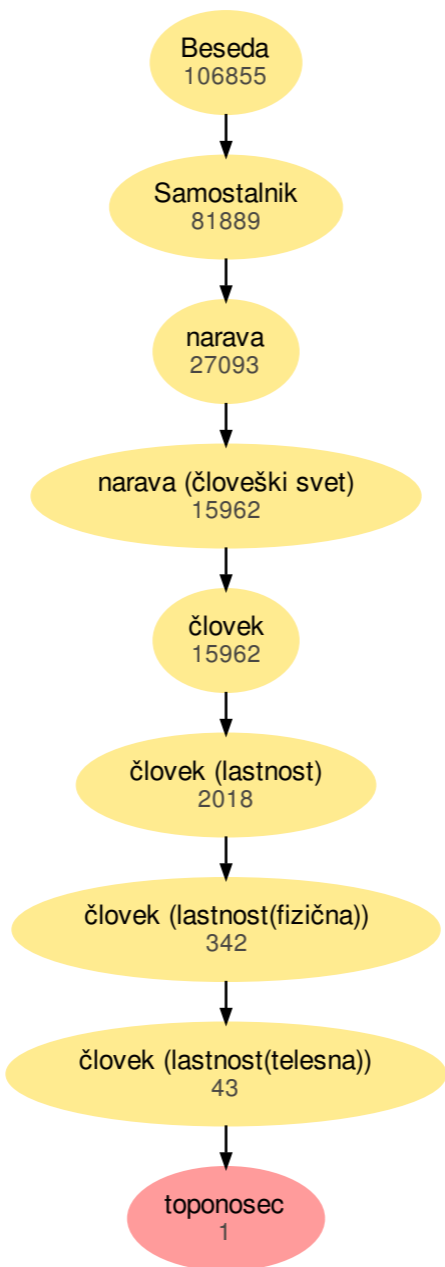 Beseda
106855
Samostalnik
81889
narava
27093
narava (človeški svet)
15962
človek
15962
človek (lastnost)
2018
človek (lastnost(fizična))
342
človek (lastnost(telesna))
43
toponosec
1